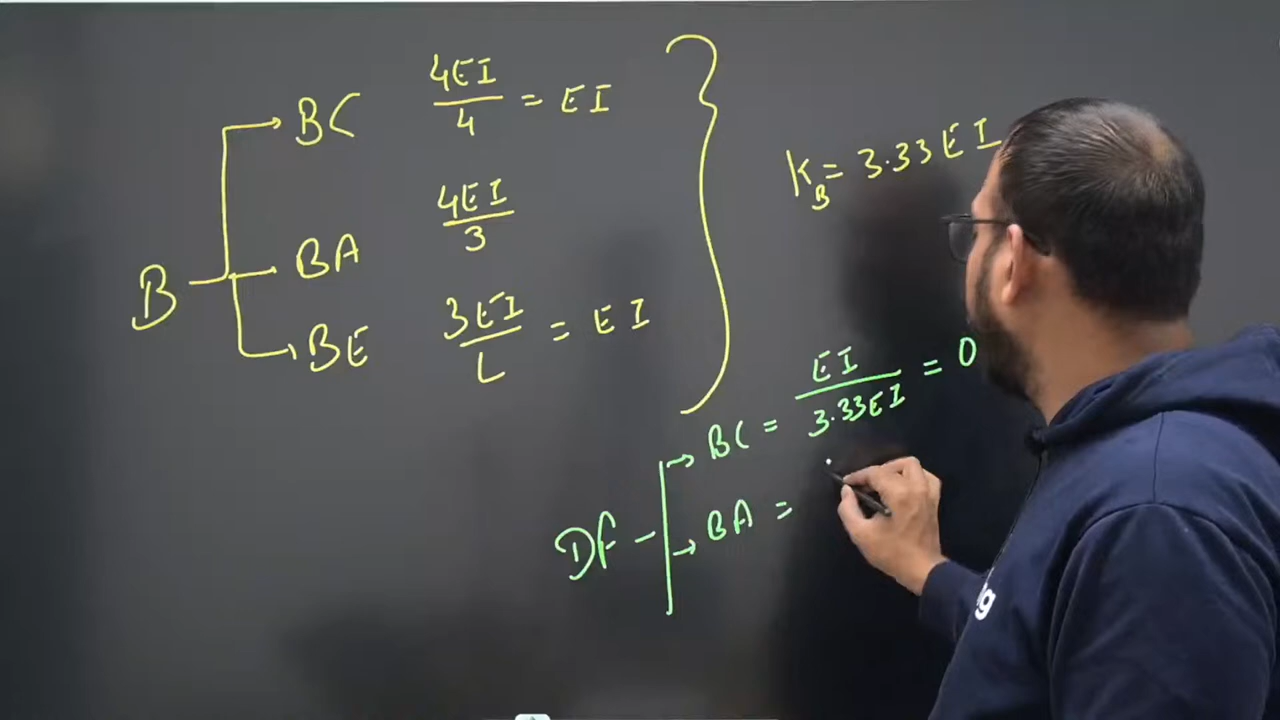 BC 4EI/4 = EI
BA 4EI/3
B
BE 3EI/L = EI
K_B = 3.33EI
DF
BC = EI/3.33EI = 0
BA =